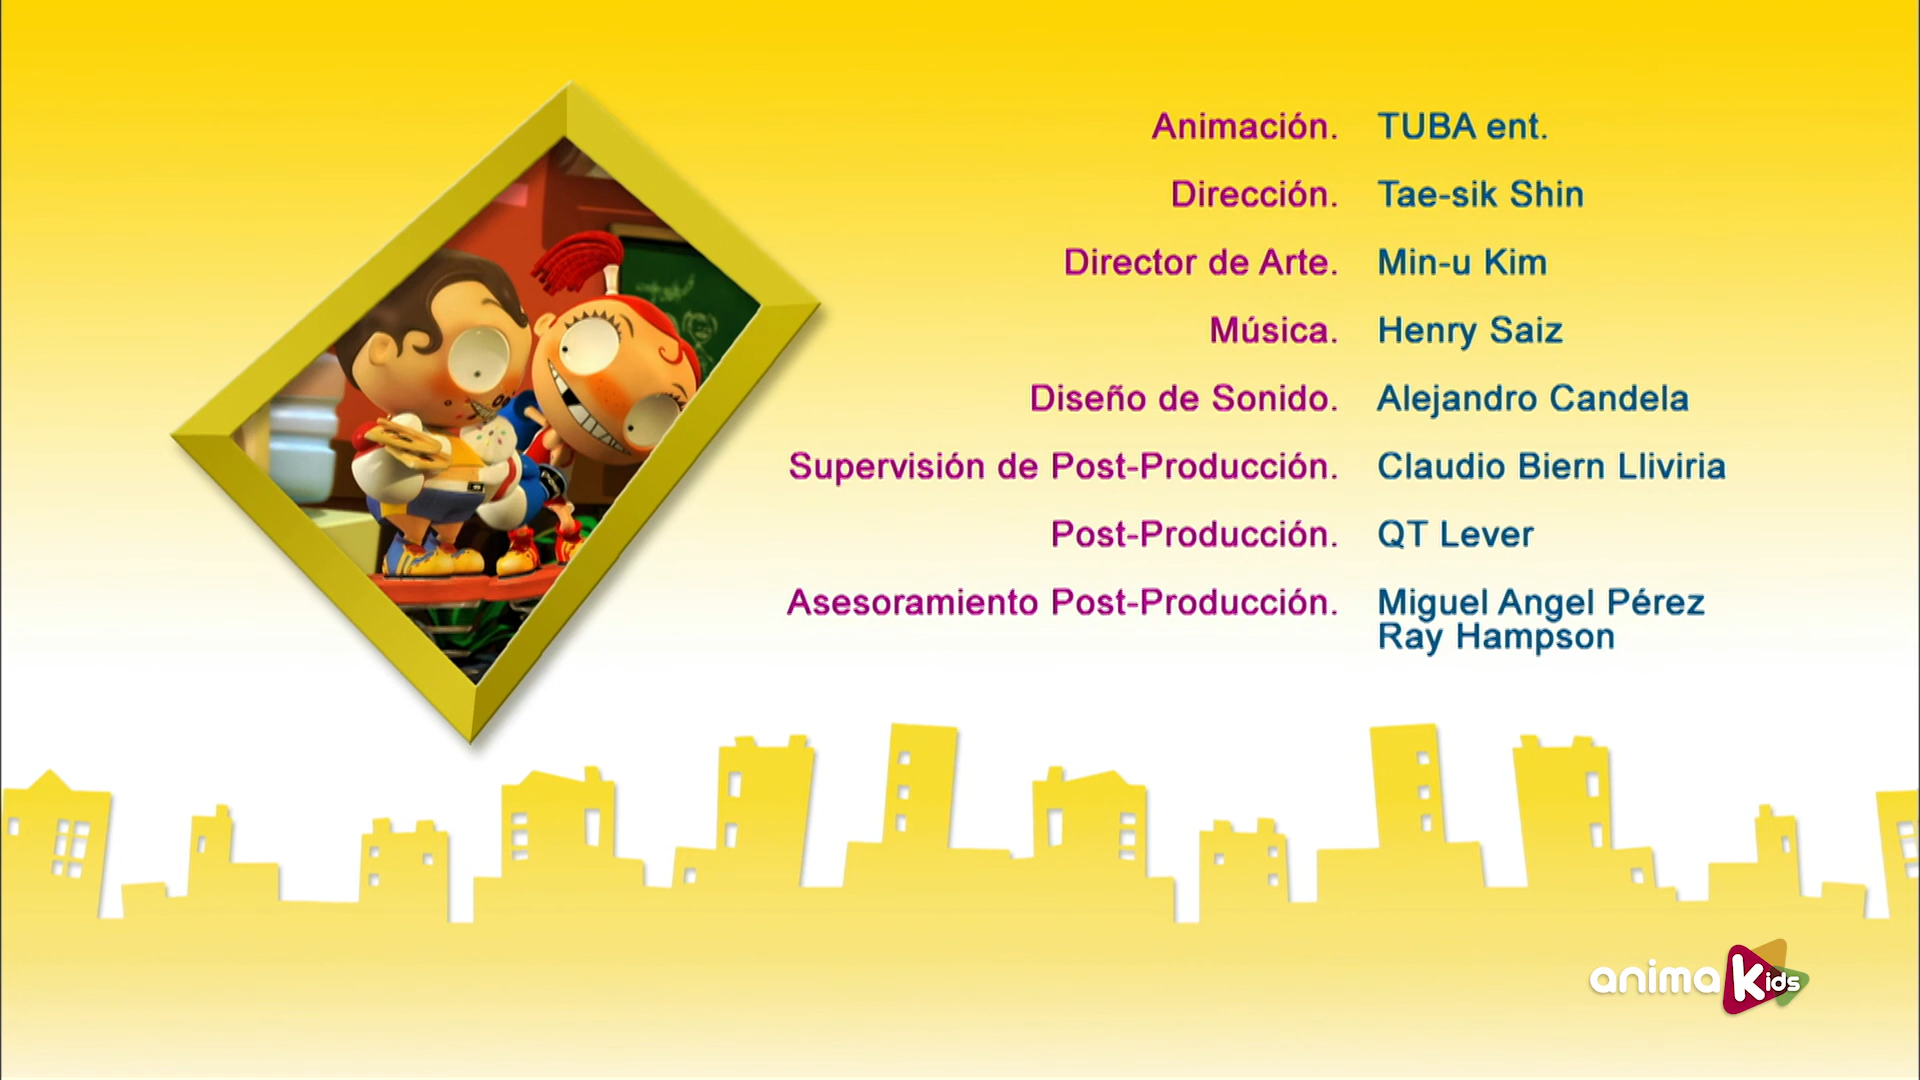 Animación. TUBA ent.
Dirección. Tae-sik Shin
Director de Arte. Min-u Kim
Música. Henry Saiz
Diseño de Sonido. Alejandro Candela
Supervisión de Post-Producción. Claudio Biern Lliviria
Post-Producción. QT Lever
Asesoramiento Post-Producción. Miguel Angel Pérez
Ray Hampson
anima Kids